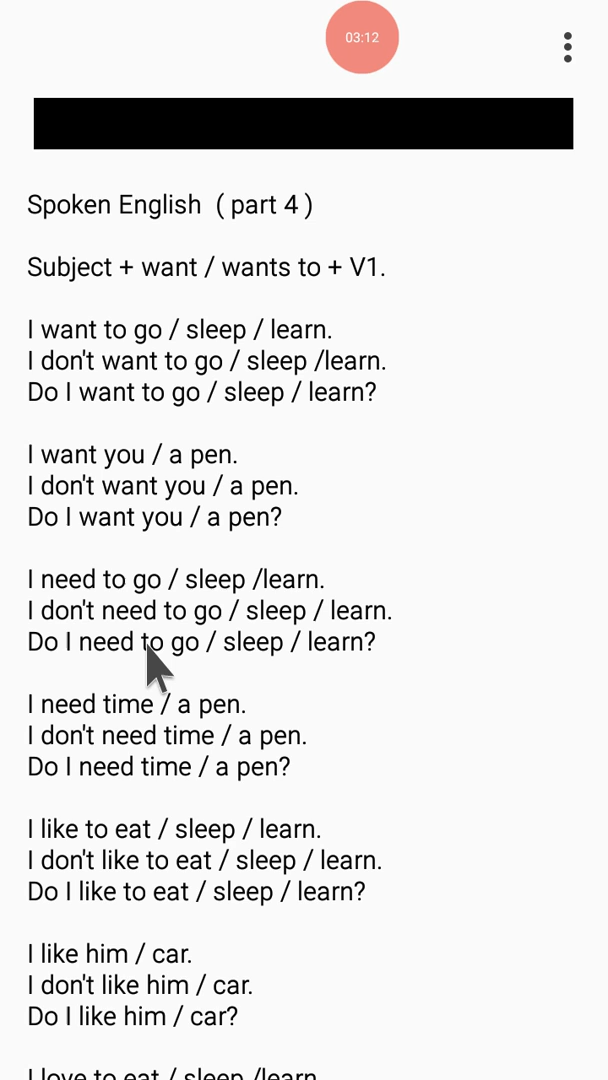 03:12
Spoken English ( part 4 )
Subject + want / wants to + V1.
I want to go / sleep / learn.
I don't want to go / sleep /learn.
Do I want to go / sleep / learn?
I want you / a pen.
I don't want you / a pen.
Do I want you / a pen?
I need to go / sleep /learn.
I don't need to go / sleep / learn.
Do I need to go / sleep / learn?
I need time / a pen.
I don't need time / a pen.
Do I need time / a pen?
I like to eat / sleep / learn.
I don't like to eat / sleep / learn.
Do I like to eat / sleep / learn?
I like him / car.
I don't like him / car.
Do I like him / car?
I love to eat / sleep /learn